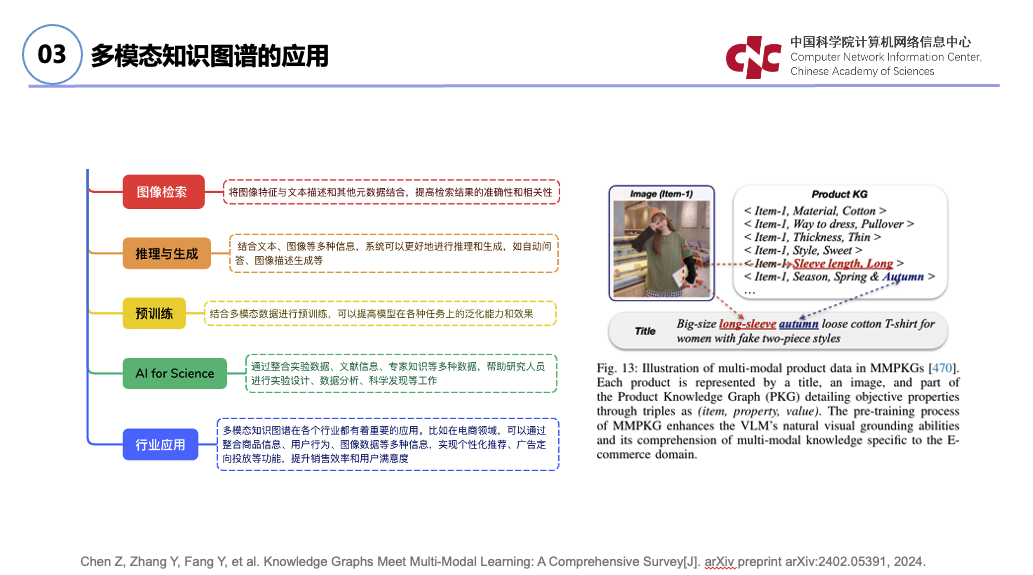 03
多模态知识图谱的应用
中国科学院计算机网络信息中心
Computer Network Information Center,
Chinese Academy of Sciences
CNC
图像检索
将图像特征与文本描述和其他元数据结合，提高检索结果的准确性和相关性
推理与生成
结合文本、图像等多种信息，系统可以更好地进行推理和生成，如自动问
答、图像描述生成等
预训练
结合多模态数据进行预训练，可以提高模型在各种任务上的泛化能力和效果
AI for Science
通过整合实验数据、文献信息、专家知识等多种数据，帮助研究人员
进行实验设计、数据分析、科学发现等工作
行业应用
多模态知识图谱在各个行业都有着重要的应用。比如在电商领域，可以通过
整合商品信息、用户行为、图像数据等多种信息，实现个性化推荐、广告定
向投放等功能，提升销售效率和用户满意度
Image (Item-1)
Product KG
< Item-1, Material, Cotton >
< Item-1, Way to dress, Pullover >
< Item-1, Thickness, Thin >
< Item-1, Style, Sweet >
< Item-1, Sleeve length, Long >
< Item-1, Season, Spring & Autumn >
…
Title
Big-size long-sleeve autumn loose cotton T-shirt for
women with fake two-piece styles
Fig. 13: Illustration of multi-modal product data in MMPKGs [470].
Each product is represented by a title, an image, and part of
the Product Knowledge Graph (PKG) detailing objective properties
through triples as (item, property, value). The pre-training process
of MMPKG enhances the VLM's natural visual grounding abilities
and its comprehension of multi-modal knowledge specific to the E-
commerce domain.
Chen Z, Zhang Y, Fang Y, et al. Knowledge Graphs Meet Multi-Modal Learning: A Comprehensive Survey[J]. arXiv preprint arXiv:2402.05391, 2024.